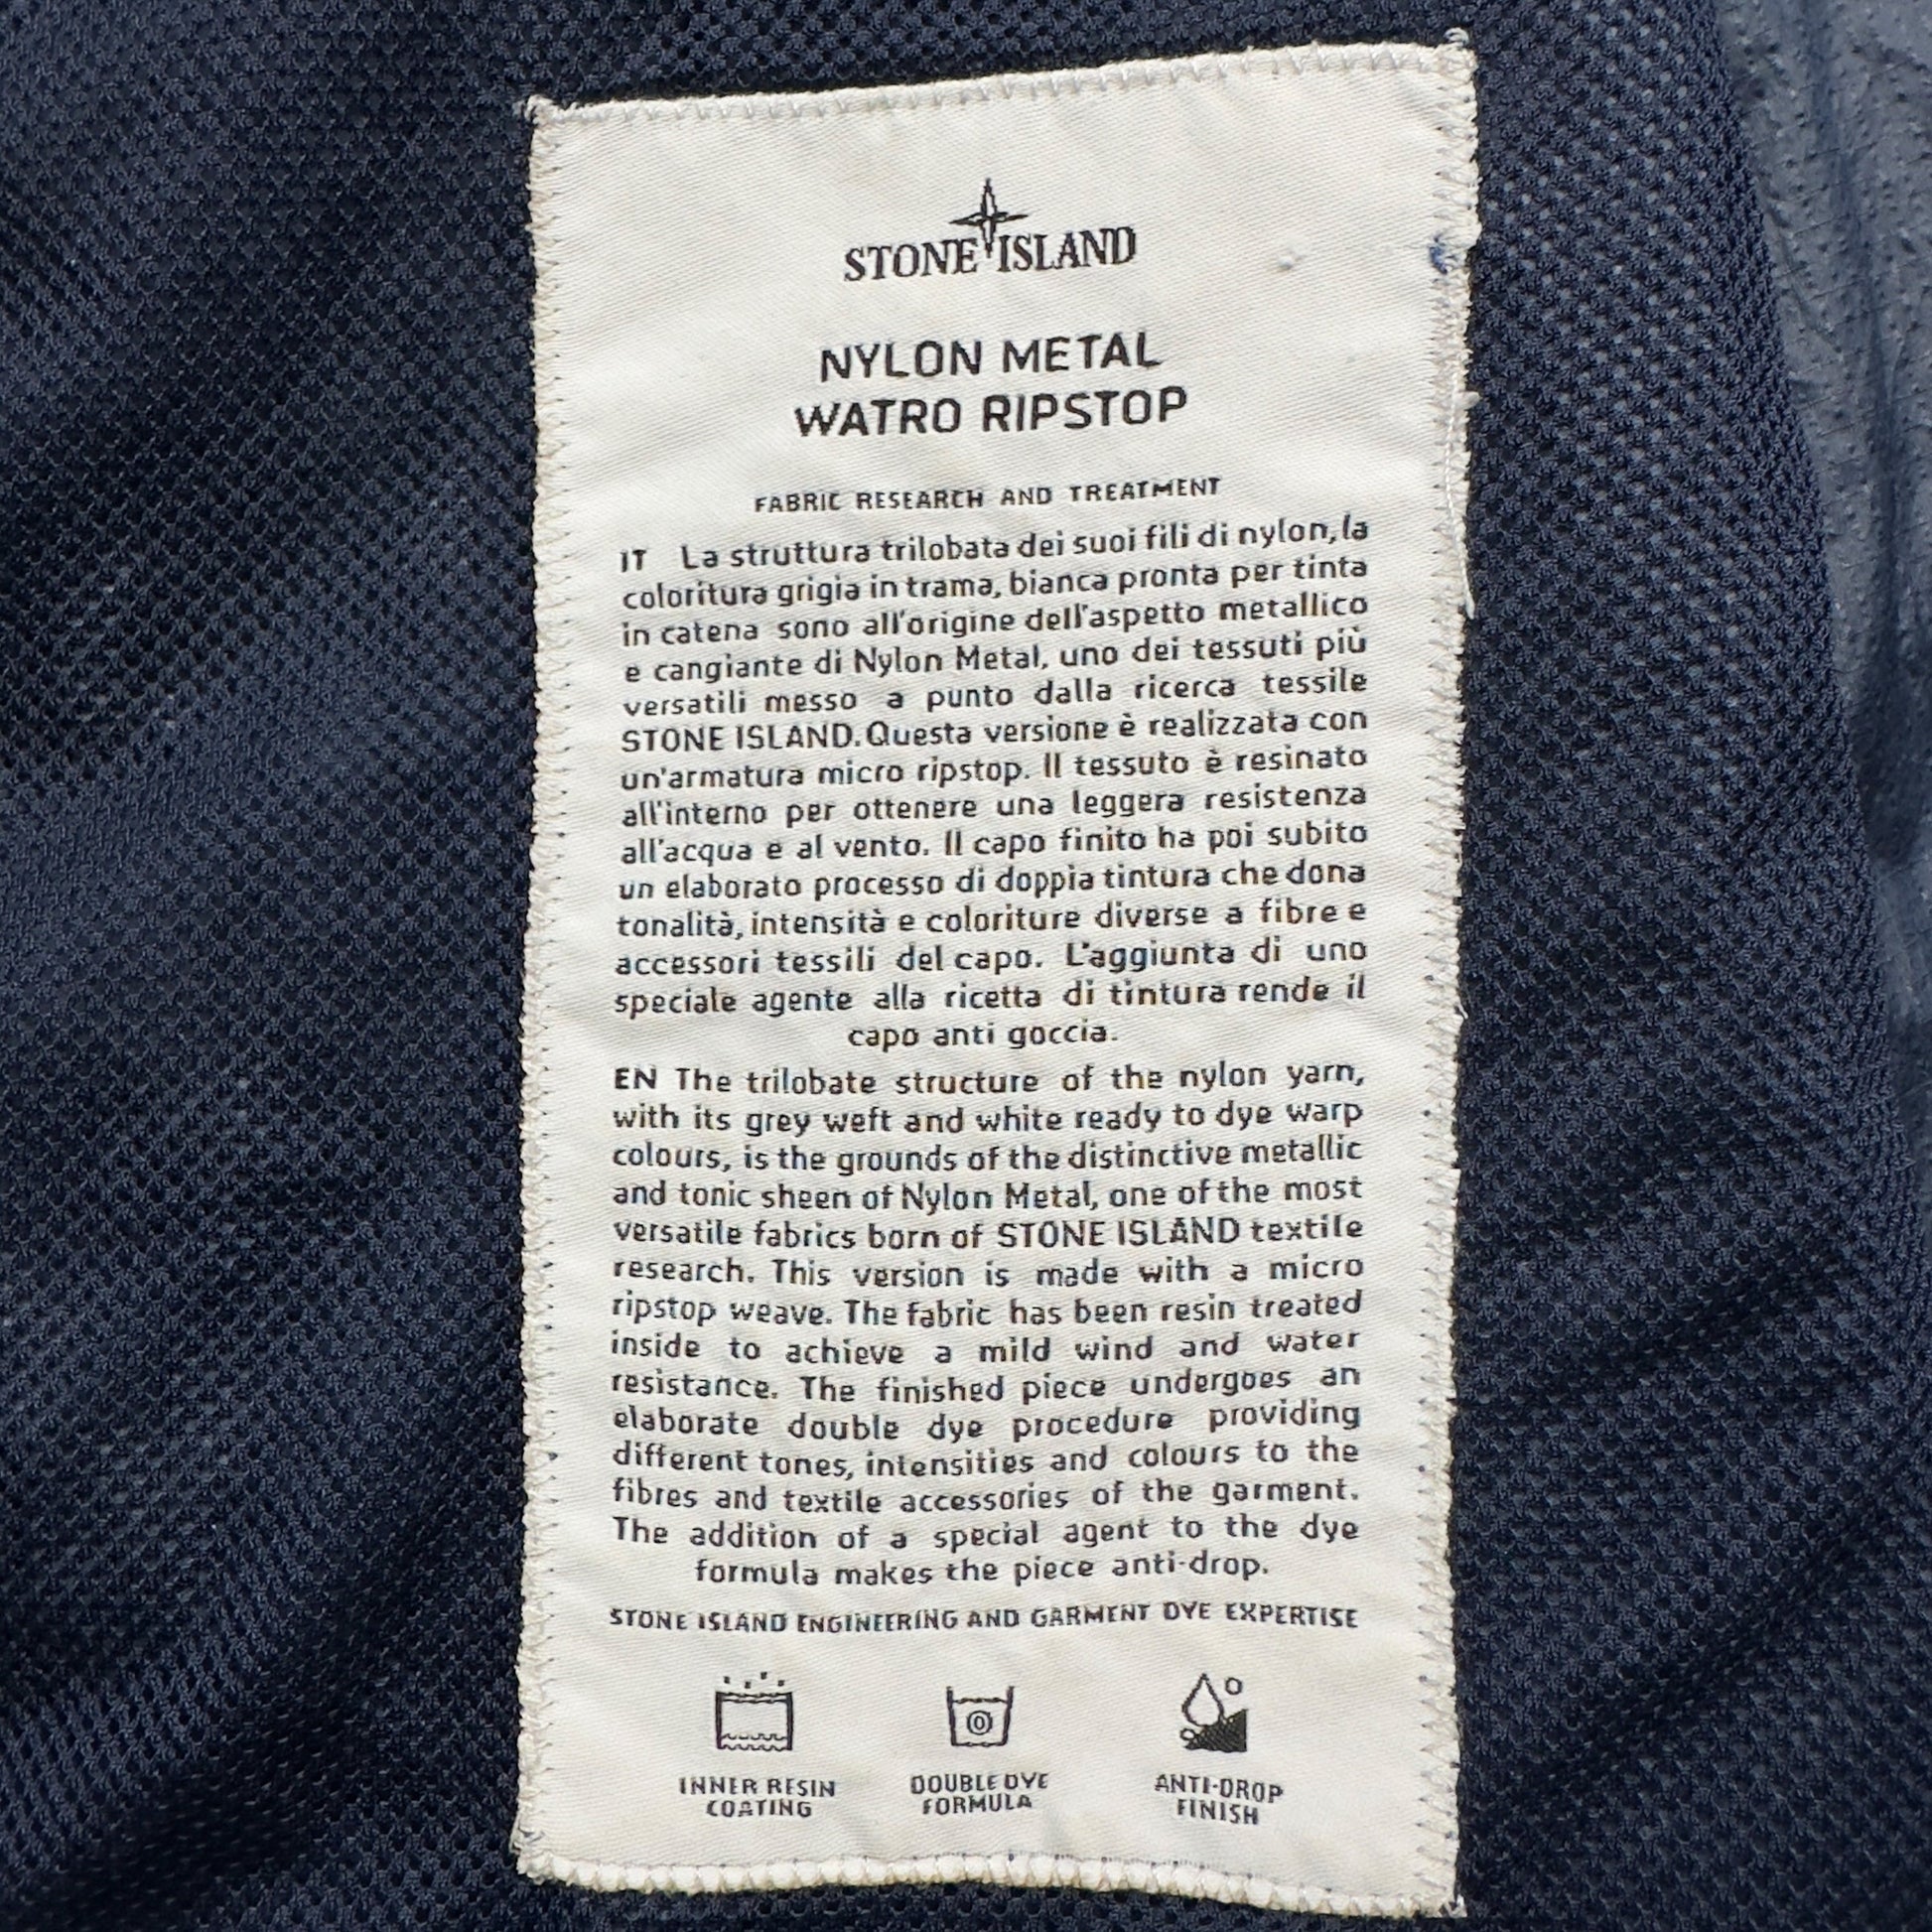 STONE ISLAND
NYLON METAL
WATRO RIPSTOP
FABRIC RESEARCH AND TREATMENT
IT La struttura trilobata dei suoi fili di nylon, la
coloritura grigia in trama, bianca pronta per tinta
in catena sono all'origine dell'aspetto metallico
e cangiante di Nylon Metal, uno dei tessuti più
versatili messo a punto dalla ricerca tessile
STONE ISLAND. Questa versione è realizzata con
un'armatura micro ripstop. Il tessuto è resinato
all'interno per ottenere una leggera resistenza
all'acqua e al vento. Il capo finito ha poi subito
un elaborato processo di doppia tintura che dona
tonalità, intensità e coloriture diverse a fibre e
accessori tessili del capo. L'aggiunta di uno
speciale agente alla ricetta di tintura rende il
capo anti goccia.
EN The trilobate structure of the nylon yarn,
with its grey weft and white ready to dye warp
colours, is the grounds of the distinctive metallic
and tonic sheen of Nylon Metal, one of the most
versatile fabrics born of STONE ISLAND textile
research. This version is made with a micro
ripstop weave. The fabric has been resin treated
inside to achieve a mild wind and water
resistance. The finished piece undergoes an
elaborate double dye procedure providing
different tones, intensities and colours to the
fibres and textile accessories of the garment.
The addition of a special agent to the dye
formula makes the piece anti-drop.
STONE ISLAND ENGINEERING AND GARMENT DYE EXPERTISE
INNER RESIN
COATING
DOUBLE DYE
FORMULA
ANTI-DROP
FINISH